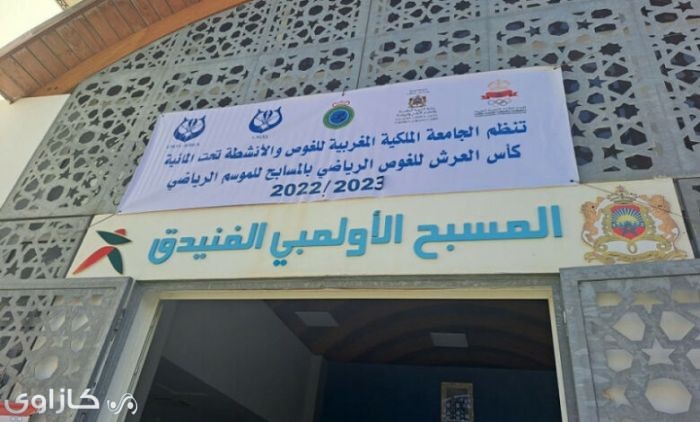 تنظم الجامعة الملكية المغربية للغوص والأنشطة تحت المائية
كأس العرش للغوص الرياضي بالمسابح للموسم الرياضي
2022/2023
المسبح الأولمبي الفنيدق
كازاوي